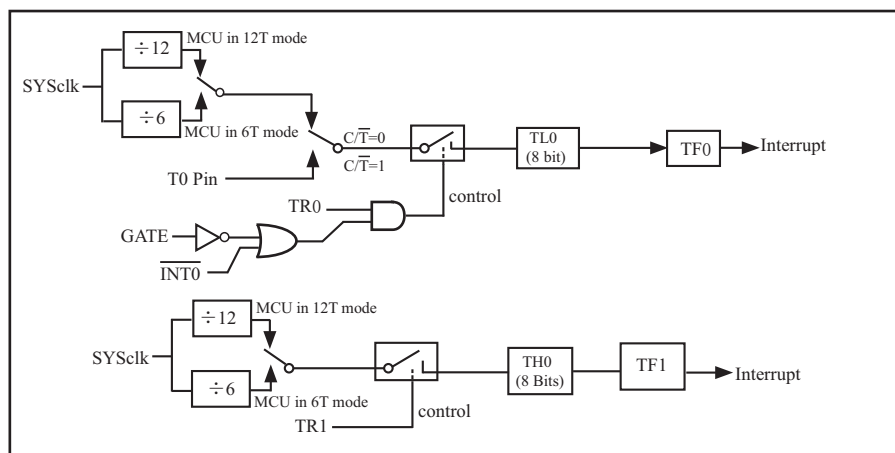 ÷12
MCU in 12T mode
SYSclk
÷6
MCU in 6T mode
C/T̅=0
C/T̅=1
T0 Pin
TL0
(8 bit)
TF0
Interrupt
control
TR0
GATE
I̅N̅T̅0̅
÷12
MCU in 12T mode
SYSclk
÷6
MCU in 6T mode
TH0
(8 Bits)
TF1
Interrupt
control
TR1